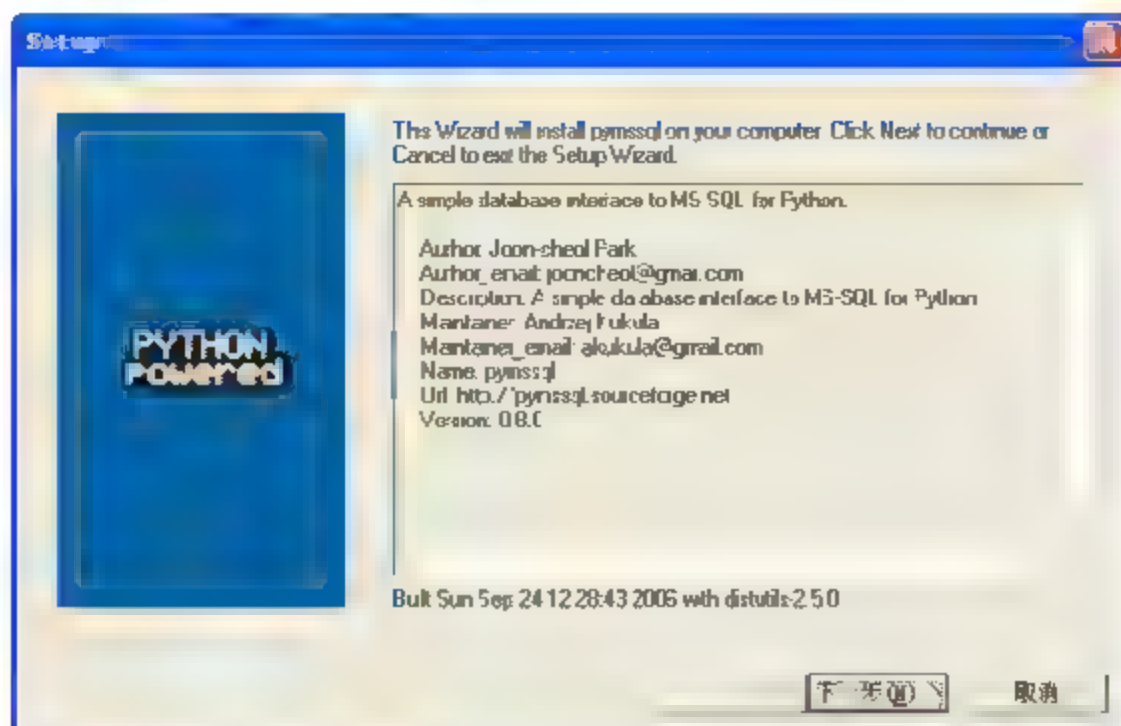 Setup
This Wizard will install pymssql on your computer. Click Next to continue or
Cancel to exit the Setup Wizard.
A simple database interface to MS-SQL for Python.
Author: Joon-cheol Park
Author_email: jooncheol@gmail.com
Description: A simple database interface to MS-SQL for Python
Maintainer: Andrzej Kukula
Maintainer_email: akukula@gmail.com
Name: pymssql
Url: http://pymssql.sourceforge.net
Version: 0.8.0
PYTHON
Powered
Built Sun Sep 24 12:28:43 2006 with distutils-2.5.0
下一步(N) >
取消